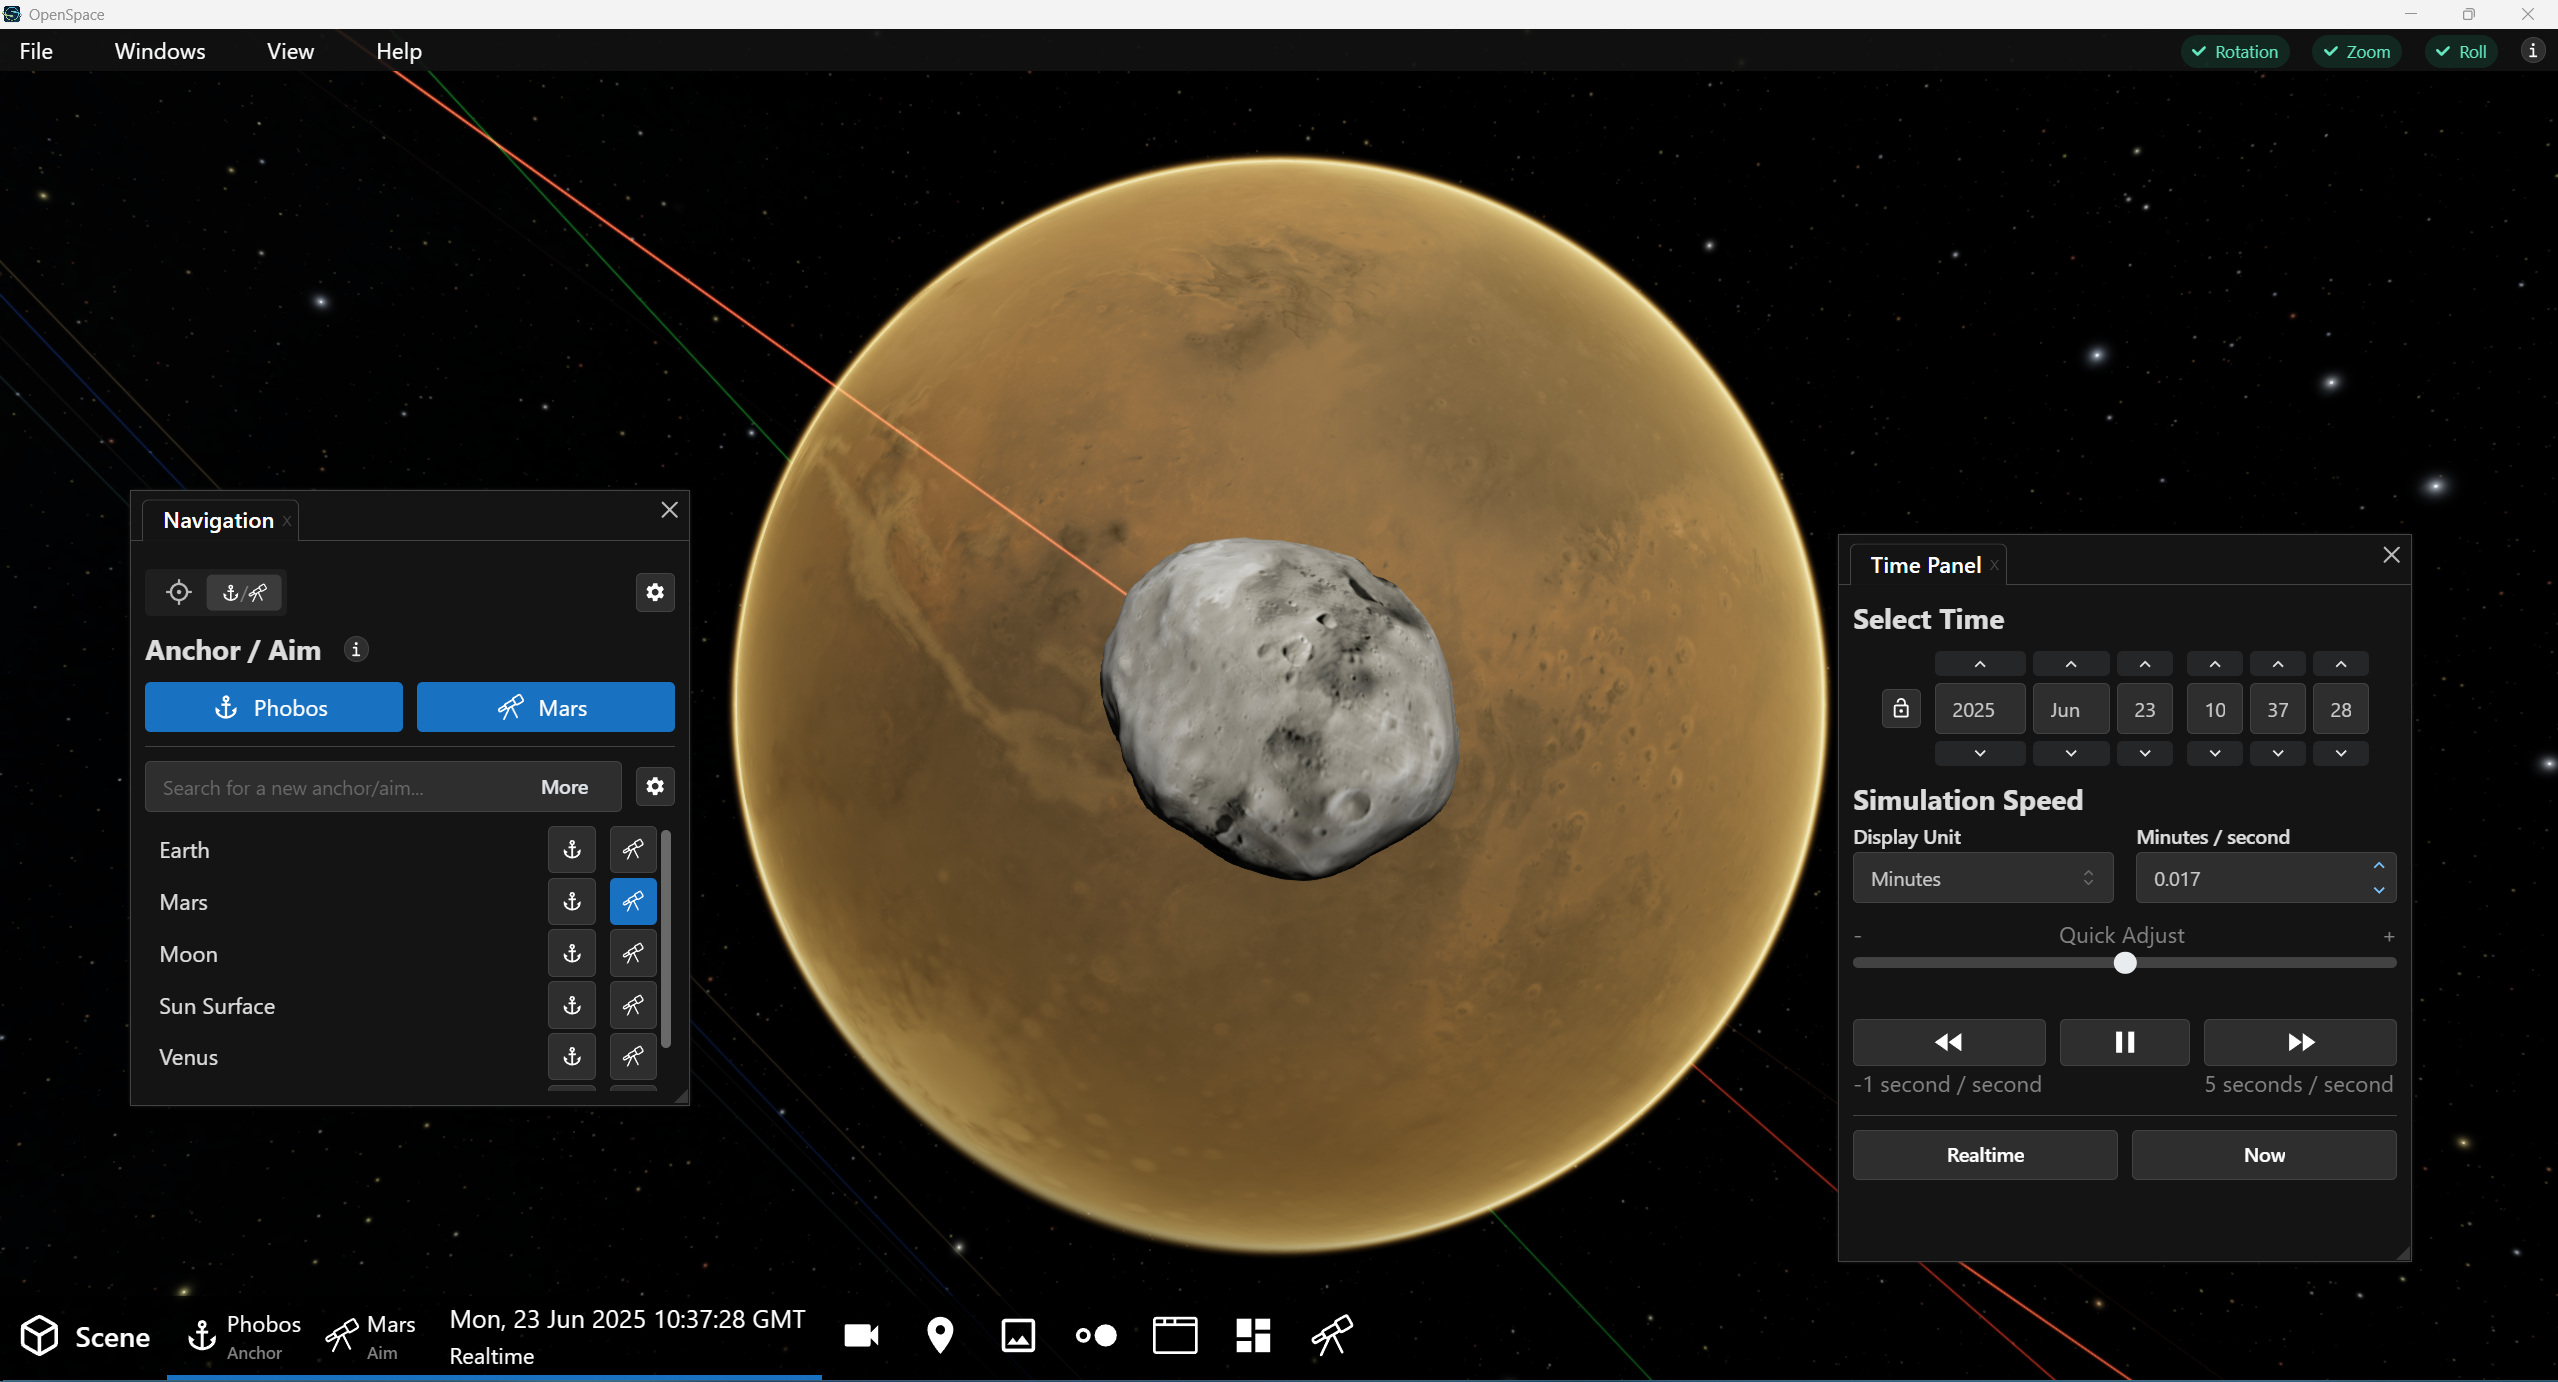 OpenSpace
File Windows View Help
Rotation Zoom Roll
Navigation
Anchor / Aim
Phobos Mars
Search for a new anchor/aim... More
Earth
Mars
Moon
Sun Surface
Venus
Time Panel
Select Time
2025 Jun 23 10 37 28
Simulation Speed
Display Unit Minutes / second
Minutes 0.017
- Quick Adjust +
-1 second / second 5 seconds / second
Realtime Now
Scene
Phobos
Anchor
Mars
Aim
Mon, 23 Jun 2025 10:37:28 GMT
Realtime